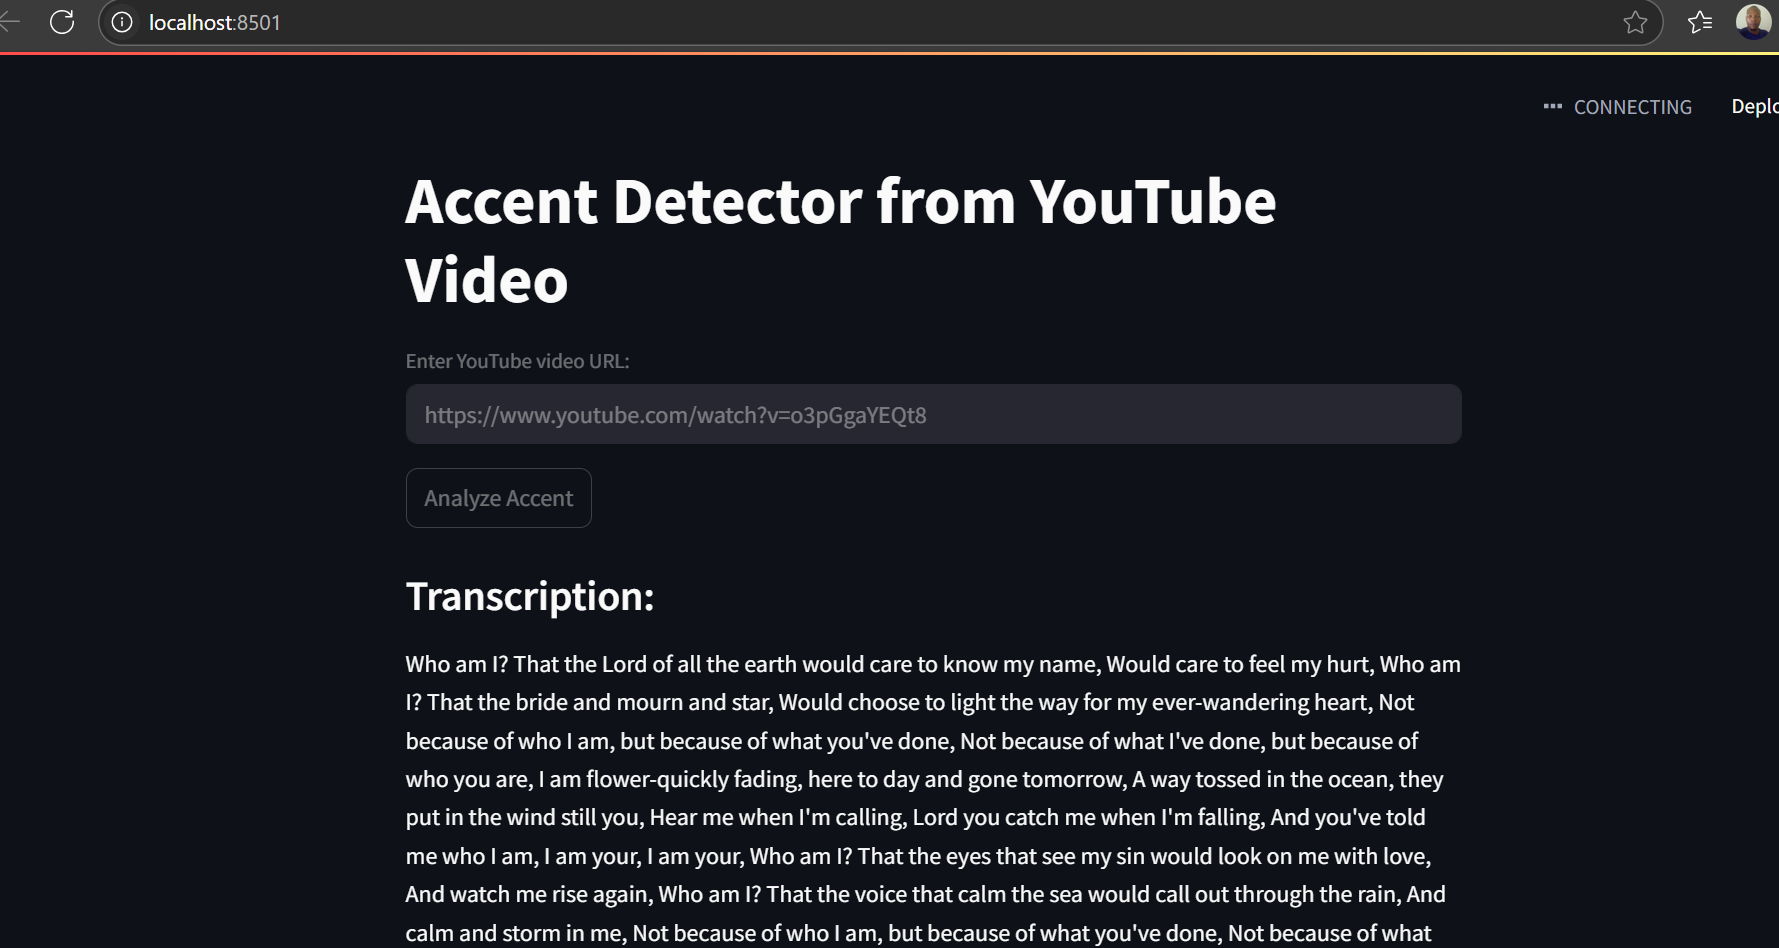 localhost:8501
CONNECTING
Deplo
Accent Detector from YouTube
Video
Enter YouTube video URL:
https://www.youtube.com/watch?v=o3pGgaYEQt8
Analyze Accent
Transcription:
Who am I? That the Lord of all the earth would care to know my name, Would care to feel my hurt, Who am
I? That the bride and mourn and star, Would choose to light the way for my ever-wandering heart, Not
because of who I am, but because of what you've done, Not because of what I've done, but because of
who you are, I am flower-quickly fading, here to day and gone tomorrow, A way tossed in the ocean, they
put in the wind still you, Hear me when I'm calling, Lord you catch me when I'm falling, And you've told
me who I am, I am your, I am your, Who am I? That the eyes that see my sin would look on me with love,
And watch me rise again, Who am I? That the voice that calm the sea would call out through the rain, And
calm and storm in me, Not because of who I am, but because of what you've done, Not because of what